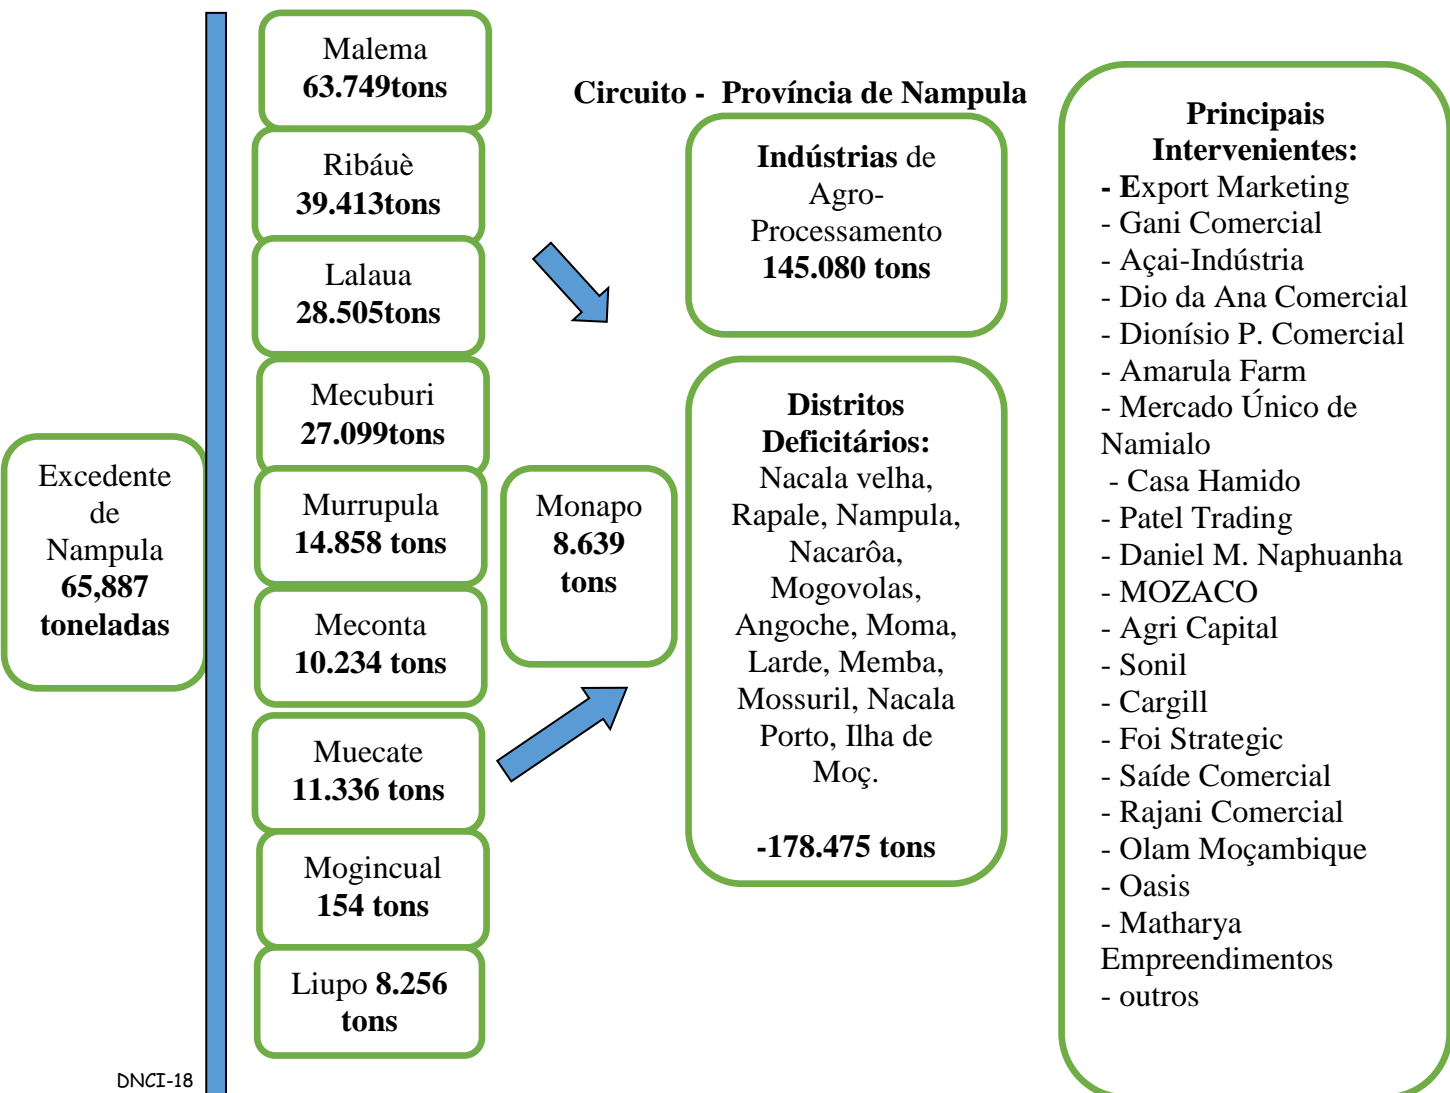 Circuito - Província de Nampula
Excedente
de
Nampula
65,887
toneladas
Malema
63.749tons
Ribáuè
39.413tons
Lalaua
28.505tons
Mecuburi
27.099tons
Murrupula
14.858 tons
Meconta
10.234 tons
Muecate
11.336 tons
Mogincual
154 tons
Liupo 8.256
tons
Monapo
8.639
tons
Indústrias de
Agro-
Processamento
145.080 tons
Distritos
Deficitários:
Nacala velha,
Rapale, Nampula,
Nacarôa,
Mogovolas,
Angoche, Moma,
Larde, Memba,
Mossuril, Nacala
Porto, Ilha de
Moç.
-178.475 tons
Principais
Intervenientes:
- Export Marketing
- Gani Comercial
- Açai-Indústria
- Dio da Ana Comercial
- Dionísio P. Comercial
- Amarula Farm
- Mercado Único de
Namialo
- Casa Hamido
- Patel Trading
- Daniel M. Naphuanha
- MOZACO
- Agri Capital
- Sonil
- Cargill
- Foi Strategic
- Saíde Comercial
- Rajani Comercial
- Olam Moçambique
- Oasis
- Matharya
Empreendimentos
- outros
DNCI-18